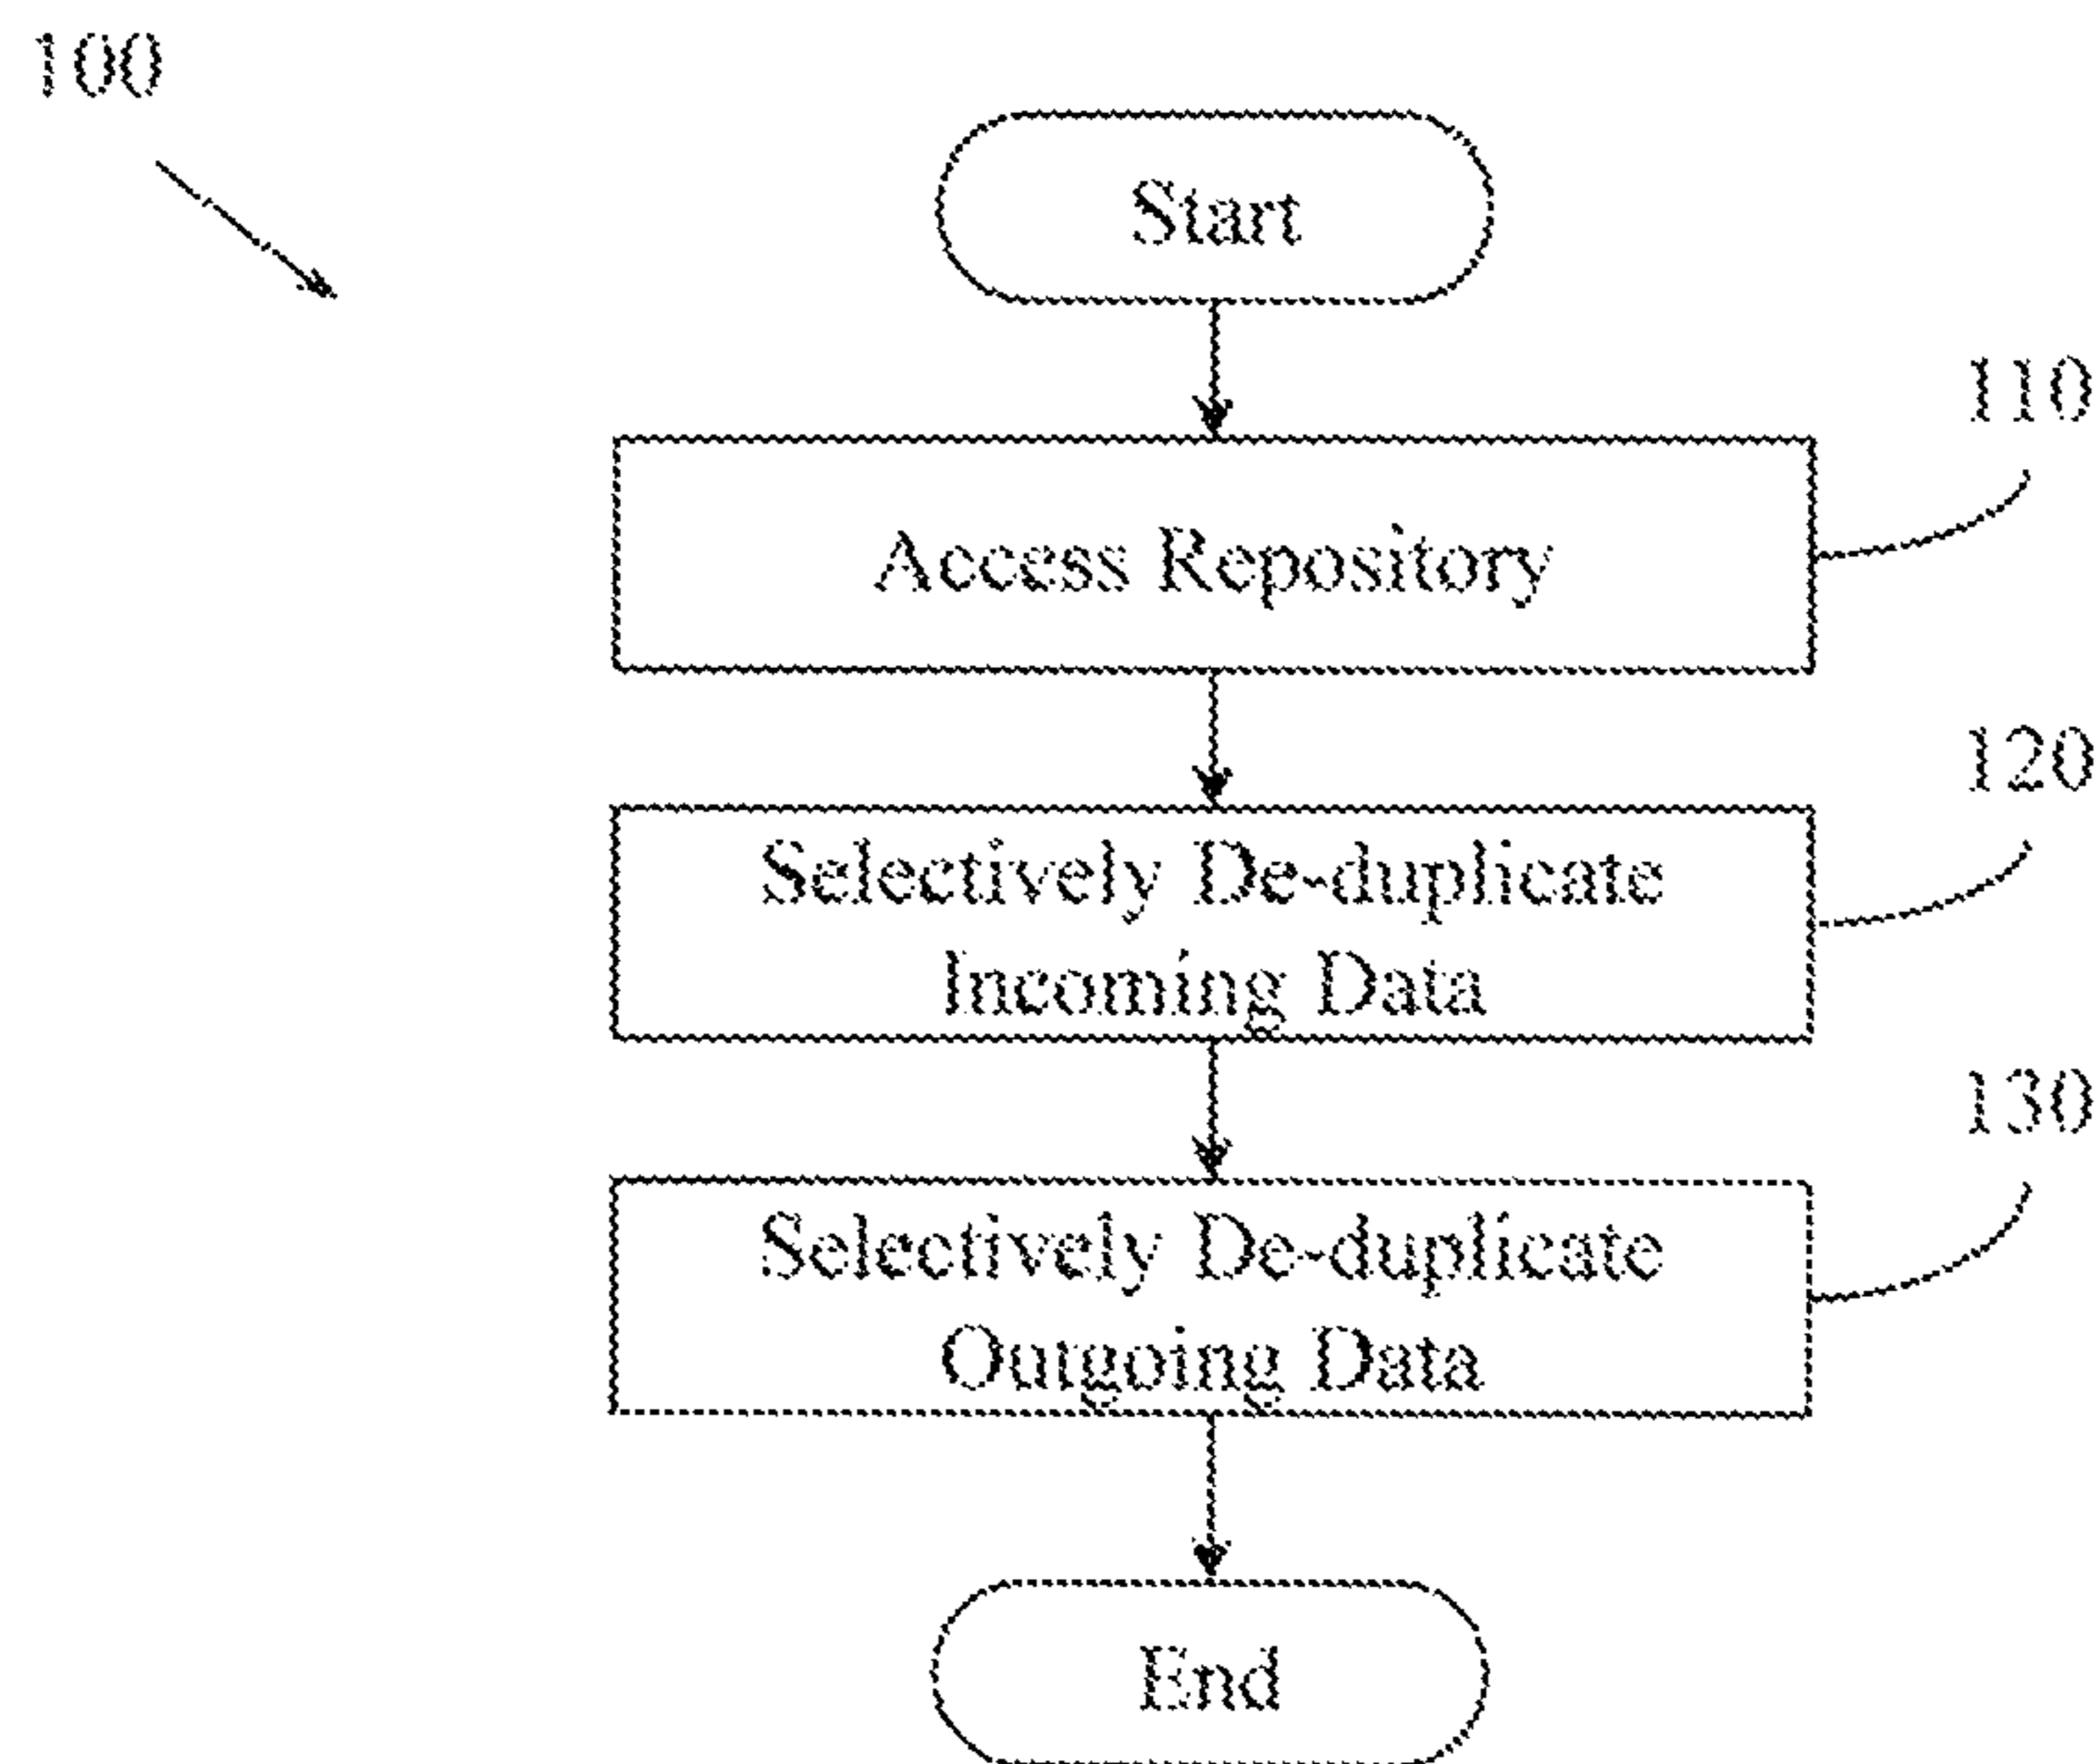 100
Start
110
Access Repository
120
Selectively De-duplicate
Incoming Data
130
Selectively De-duplicate
Outgoing Data
End